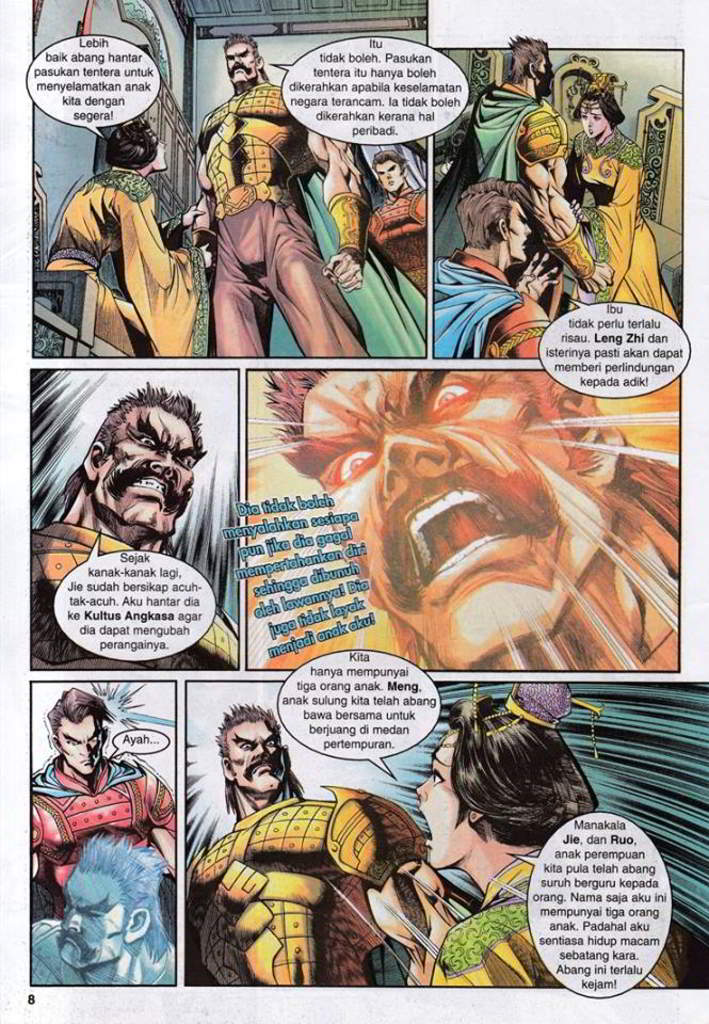 Lebih
baik abang hantar
pasukan tentera untuk
menyelamatkan anak
kita dengan
segera!
Itu
tidak boleh. Pasukan
tentera itu hanya boleh
dikerahkan apabila keselamatan
negara terancam. Ia tidak boleh
dikerahkan kerana hal
peribadi.
Ibu
tidak perlu terlalu
risau. Leng Zhi dan
isterinya pasti akan dapat
memberi perlindungan
kepada adik!
Sejak
kanak-kanak lagi,
Jie sudah bersikap acuh-
tak-acuh. Aku hantar dia
ke Kultus Angkasa agar
dia dapat mengubah
perangainya.
Dia tidak boleh
menyalahkan sesiapa
pun jika dia gagal
mempertahankan diri
sehingga dibunuh
oleh lawannya! Dia
juga tidak layak
menjadi anak aku!
Ayah...
Kita
hanya mempunyai
tiga orang anak. Meng,
anak sulung kita telah abang
bawa bersama untuk
berjuang di medan
pertempuran.
Manakala
Jie, dan Ruo,
anak perempuan
kita pula telah abang
suruh berguru kepada
orang. Nama saja aku ini
mempunyai tiga orang
anak. Padahal aku
sentiasa hidup macam
sebatang kara.
Abang ini terlalu
kejam!
8